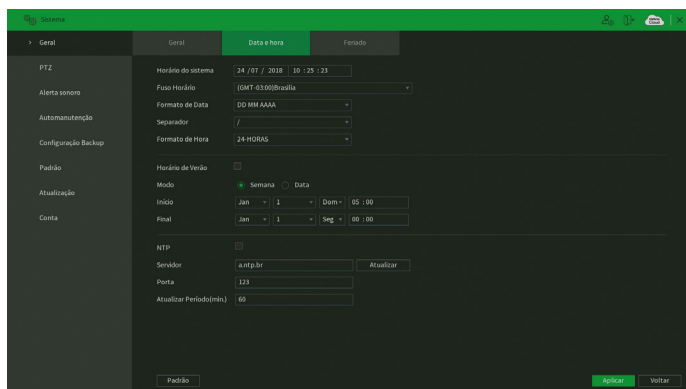 Sistema
Geral
PTZ
Alerta sonoro
Automanutenção
Configuração Backup
Padrão
Atualização
Conta
Geral Data e hora Feriado
Horário do sistema 24 /07 / 2018 10 : 25 : 23
Fuso Horário (GMT-03:00)Brasilia
Formato de Data DD MM AAAA
Separador /
Formato de Hora 24-HORAS
Horário de Verão
Modo Semana Data
Início Jan 1 Dom 05 : 00
Final Jan 1 Seg 00 : 00
NTP
Servidor a.ntp.br Atualizar
Porta 123
Atualizar Período(min.) 60
Padrão Aplicar Voltar